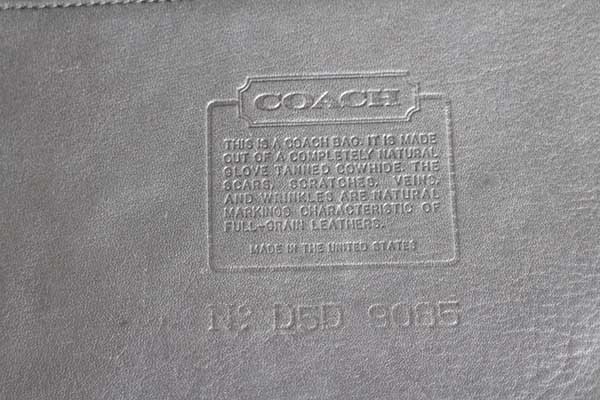 COACH
THIS IS A COACH BAG. IT IS MADE
OUT OF A COMPLETELY NATURAL
GLOVE TANNED COWHIDE. THE
SCARS, SCRATCHES, VEINS,
AND WRINKLES ARE NATURAL
MARKINGS CHARACTERISTIC OF
FULL-GRAIN LEATHERS.
MADE IN THE UNITED STATES
Nº D5D